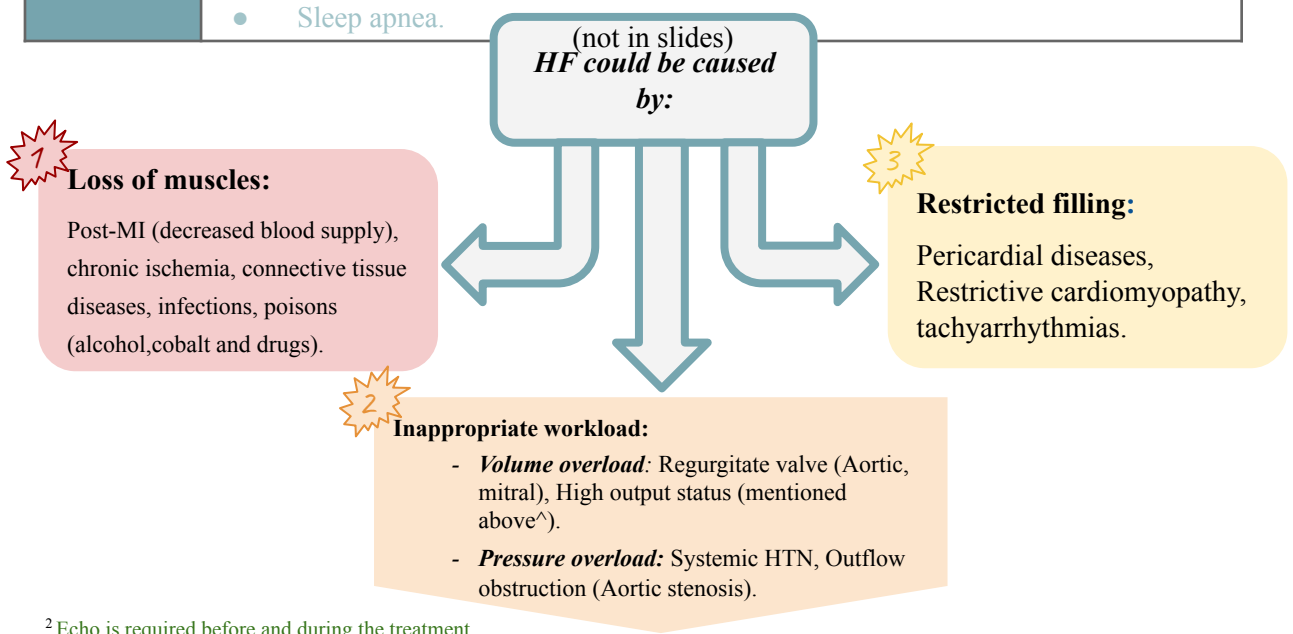 ● Sleep apnea.
(not in slides)
HF could be caused
by:
1
Loss of muscles:
Post-MI (decreased blood supply),
chronic ischemia, connective tissue
diseases, infections, poisons
(alcohol,cobalt and drugs).
2
Inappropriate workload:
- Volume overload: Regurgitate valve (Aortic,
mitral), High output status (mentioned
above^).
- Pressure overload: Systemic HTN, Outflow
obstruction (Aortic stenosis).
3
Restricted filling:
Pericardial diseases,
Restrictive cardiomyopathy,
tachyarrhythmias.
2 Echo is required before and during the treatment